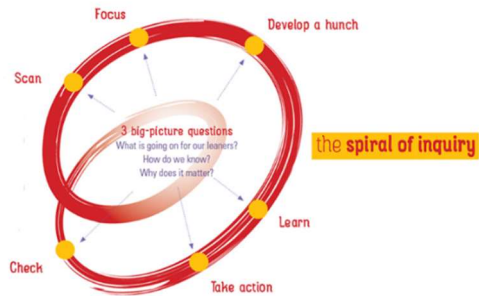 Focus
Develop a hunch
Scan
3 big-picture questions
What is going on for our leaners?
How do we know?
Why does it matter?
the spiral of inquiry
Learn
Check
Take action